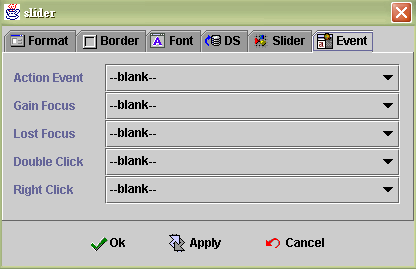 slider
Format Border Font DS Slider Event
Action Event --blank--
Gain Focus --blank--
Lost Focus --blank--
Double Click --blank--
Right Click --blank--
Ok Apply Cancel